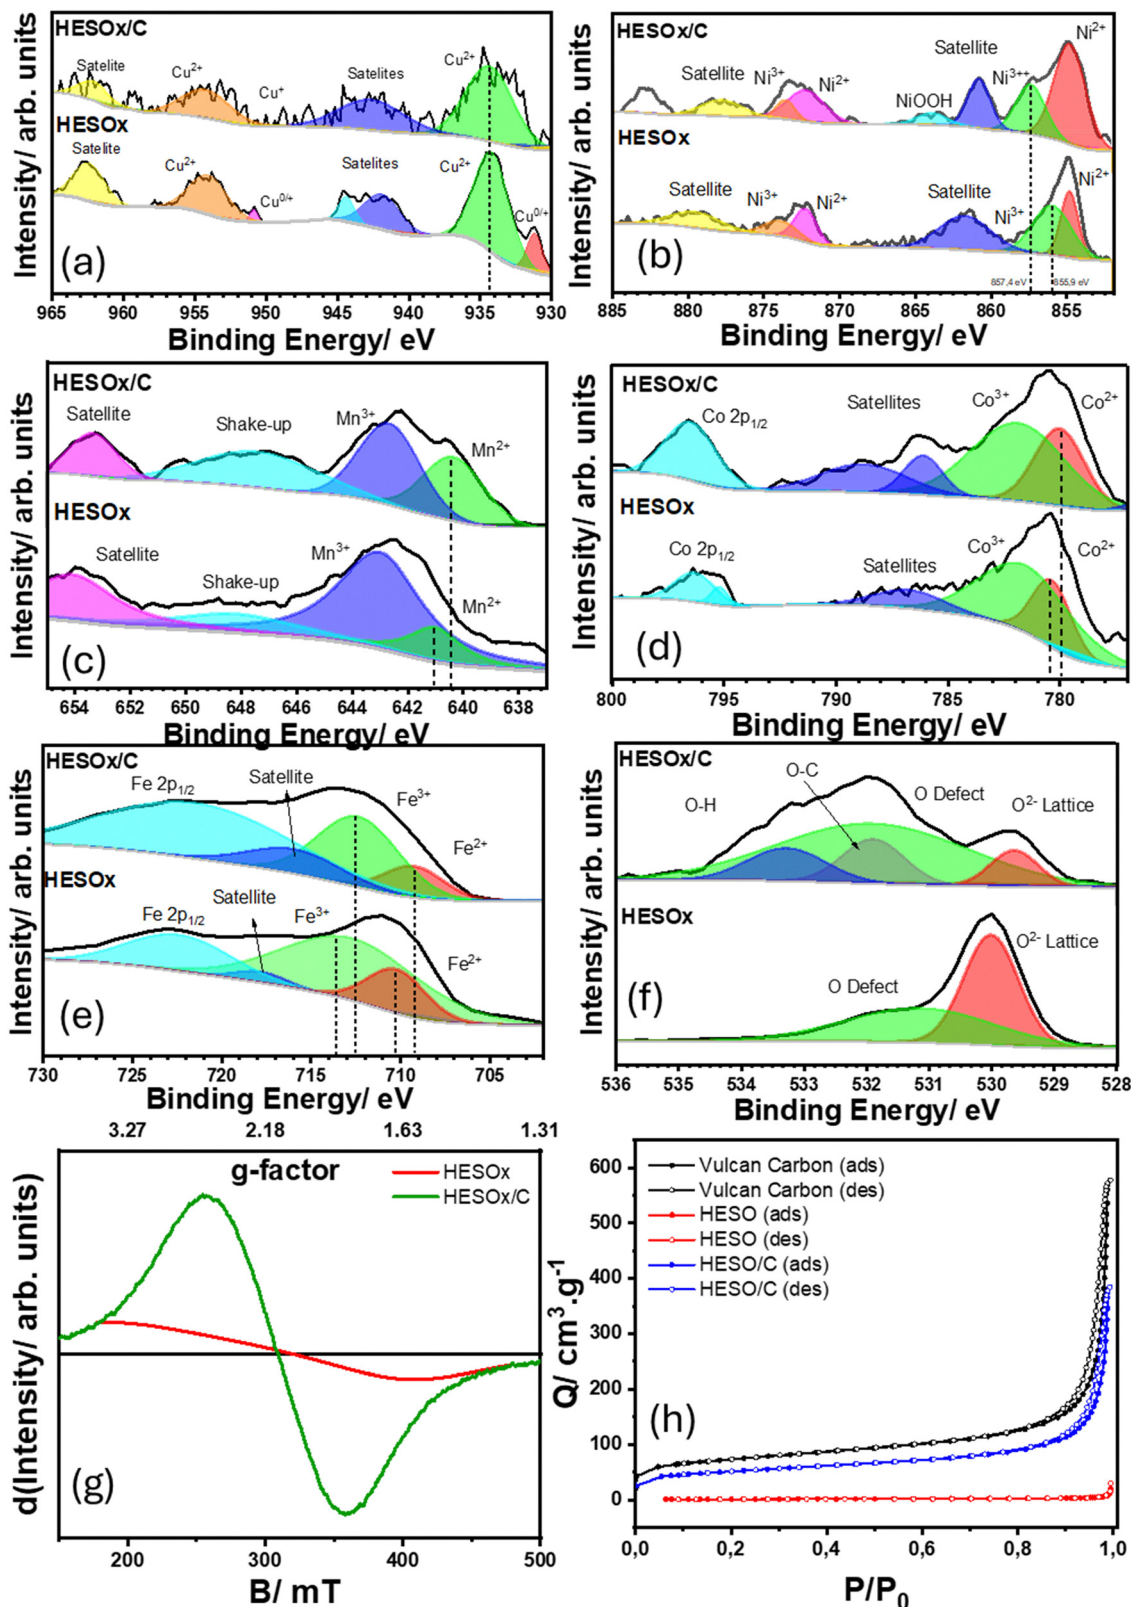 HESOx/C
Satelite
Cu2+
Cu+
Satelites
Cu2+
HESOx
Satelite
Cu2+
Cu0/+
Satelites
Cu2+
Cu0/+
(a)
Intensity/ arb. units
965 960 955 950 945 940 935 930
Binding Energy/ eV
HESOx/C
Satellite
Ni3+
Ni2+
NiOOH
Satellite
Ni3++
Ni2+
HESOx
Satellite
Ni3+
Ni2+
Satellite
Ni3+
Ni2+
857,4 eV
855,9 eV
(b)
Intensity/ arb. units
885 880 875 870 865 860 855
Binding Energy/ eV
HESOx/C
Satellite
Shake-up
Mn3+
Mn2+
HESOx
Satellite
Shake-up
Mn3+
Mn2+
(c)
Intensity/ arb. units
654 652 650 648 646 644 642 640 638
Binding Energy/ eV
HESOx/C
Co 2p1/2
Satellites
Co3+
Co2+
HESOx
Co 2p1/2
Satellites
Co3+
Co2+
(d)
Intensity/ arb. units
800 795 790 785 780
Binding Energy/ eV
HESOx/C
Fe 2p1/2
Satellite
Fe3+
Fe2+
HESOx
Fe 2p1/2
Satellite
Fe3+
Fe2+
(e)
Intensity/ arb. units
730 725 720 715 710 705
Binding Energy/ eV
HESOx/C
O-H
O-C
O Defect
O2- Lattice
HESOx
O Defect
O2- Lattice
(f)
Intensity/ arb. units
536 535 534 533 532 531 530 529 528
Binding Energy/ eV
3.27 2.18 1.63 1.31
g-factor
HESOx
HESOx/C
(g)
d(Intensity/ arb. units)
200 300 400 500
B/ mT
Vulcan Carbon (ads)
Vulcan Carbon (des)
HESO (ads)
HESO (des)
HESO/C (ads)
HESO/C (des)
(h)
Q/ cm3.g-1
600
500
400
300
200
100
0
0,0 0,2 0,4 0,6 0,8 1,0
P/P0